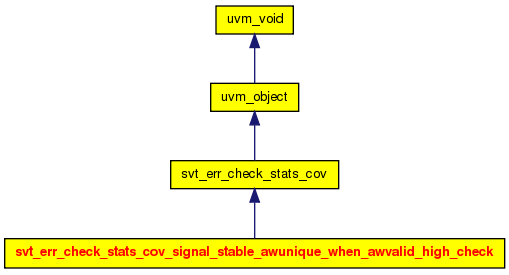 uvm_void
uvm_object
svt_err_check_stats_cov
svt_err_check_stats_cov_signal_stable_awunique_when_awvalid_high_check